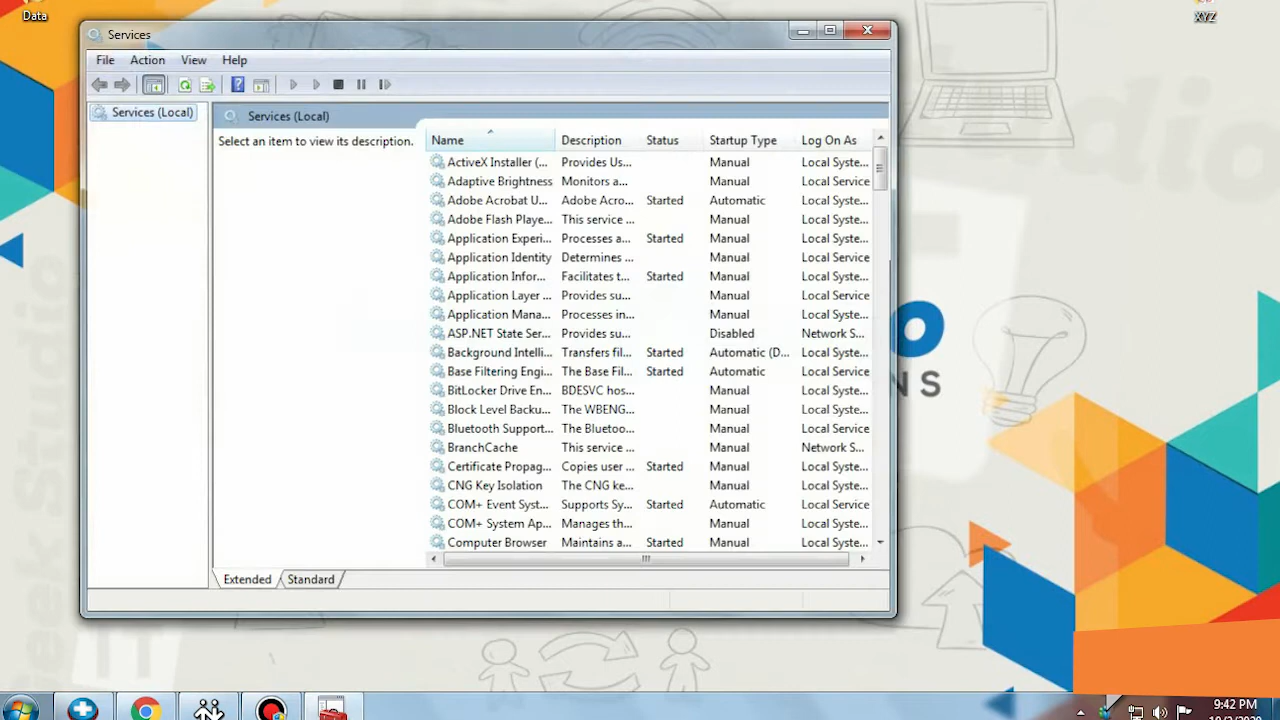 Data
XYZ
Services
File Action View Help
Services (Local)
Services (Local)
Select an item to view its description.
Name Description Status Startup Type Log On As
ActiveX Installer (... Provides Us... Manual Local Syste...
Adaptive Brightness Monitors a... Manual Local Service
Adobe Acrobat U... Adobe Acro... Started Automatic Local Syste...
Adobe Flash Playe... This service ... Manual Local Syste...
Application Experi... Processes a... Started Manual Local Syste...
Application Identity Determines ... Manual Local Service
Application Infor... Facilitates t... Started Manual Local Syste...
Application Layer ... Provides su... Manual Local Service
Application Mana... Processes in... Manual Local Syste...
ASP.NET State Ser... Provides su... Disabled Network S...
Background Intelli... Transfers fil... Started Automatic (D... Local Syste...
Base Filtering Engi... The Base Fil... Started Automatic Local Service
BitLocker Drive En... BDESVC hos... Manual Local Syste...
Block Level Backu... The WBENG... Manual Local Syste...
Bluetooth Support... The Bluetoo... Manual Local Service
BranchCache This service ... Manual Network S...
Certificate Propag... Copies user ... Started Manual Local Syste...
CNG Key Isolation The CNG ke... Manual Local Syste...
COM+ Event Syst... Supports Sy... Started Automatic Local Service
COM+ System Ap... Manages th... Manual Local Syste...
Computer Browser Maintains a... Started Manual Local Syste...
Extended Standard
Geek Studio
IT
9:42 PM